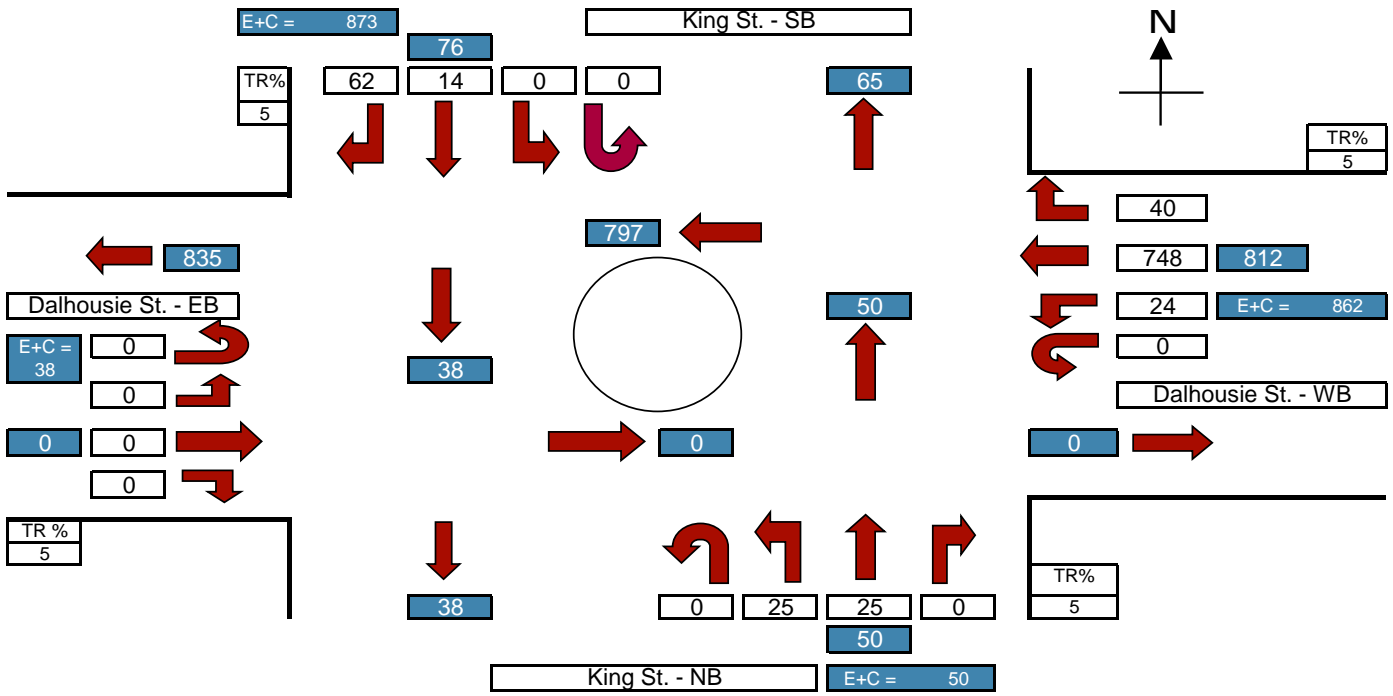 E+C = 873
King St. - SB
N
76
TR%
62 14 0 0
65
5
TR%
5
40
797
835
748 812
Dalhousie St. - EB
24 E+C = 862
50
E+C =
38
0
0
38
0
Dalhousie St. - WB
0 0
0
0
0
TR %
5
TR%
38
0 25 25 0
5
50
King St. - NB
E+C = 50